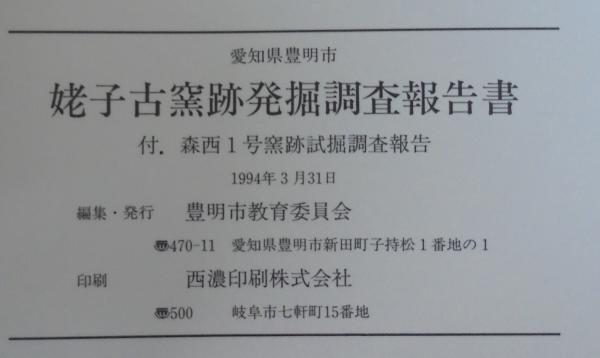 愛知県豊明市
姥子古窯跡発掘調査報告書
付．森西1号窯跡試掘調査報告
1994年3月31日
編集・発行 豊明市教育委員会
〠470-11 愛知県豊明市新田町子持松1番地の1
印刷 西濃印刷株式会社
〠500 岐阜市七軒町15番地